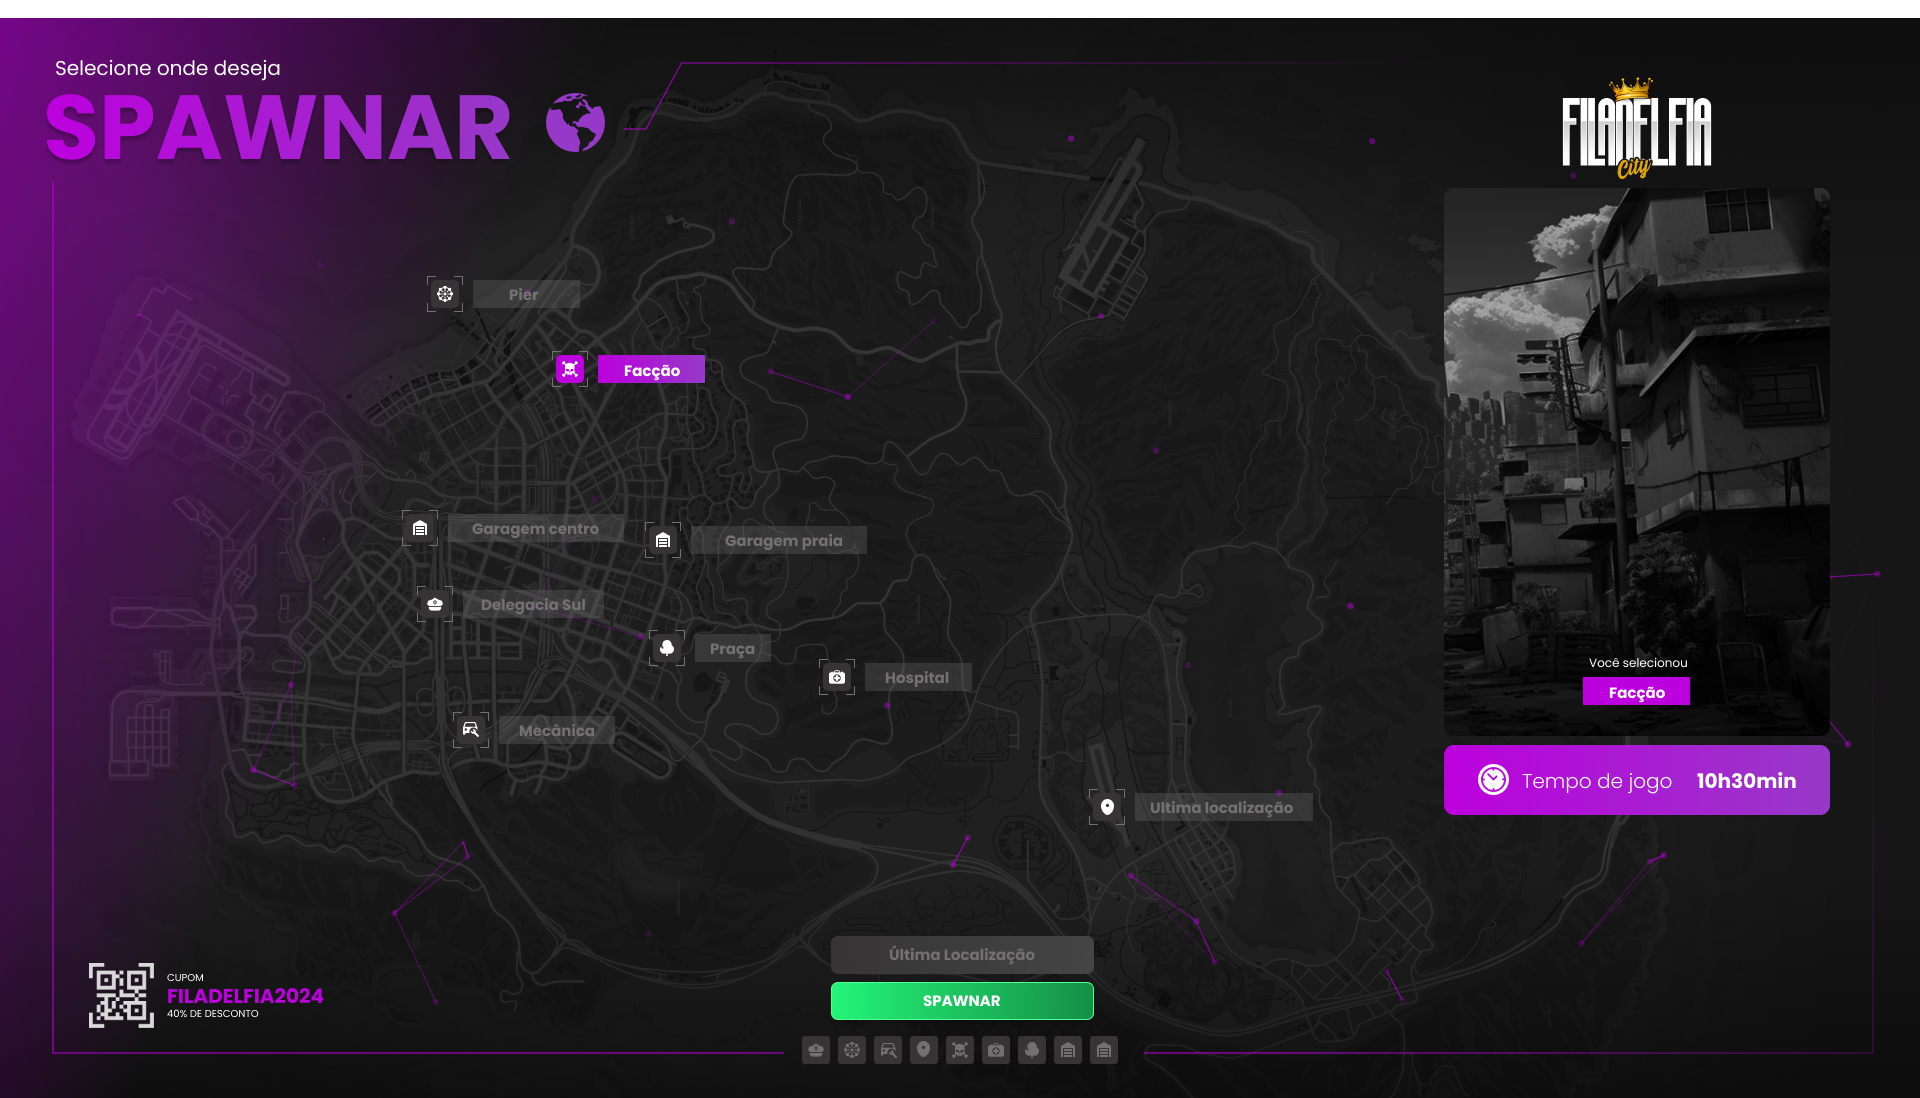 Selecione onde deseja
SPAWNAR
FILADELFIA
City
Pier
Facção
Garagem centro
Garagem praia
Delegacia Sul
Praça
Hospital
Mecânica
Ultima localização
Você selecionou
Facção
Tempo de jogo 10h30min
CUPOM
FILADELFIA2024
40% DE DESCONTO
Última Localização
SPAWNAR